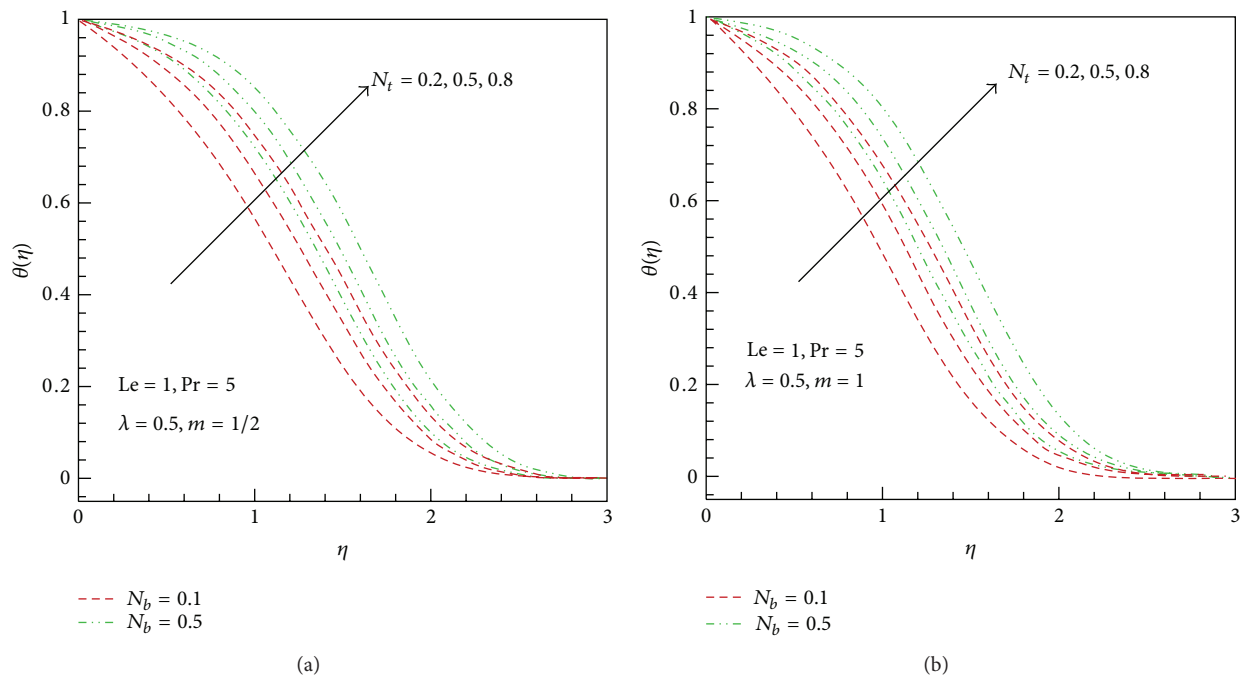 1
0.8
0.6
0.4
0.2
0
θ(η)
N_t = 0.2, 0.5, 0.8
Le = 1, Pr = 5
λ = 0.5, m = 1/2
0
1
2
3
η
N_b = 0.1
N_b = 0.5
(a)
1
0.8
0.6
0.4
0.2
0
θ(η)
N_t = 0.2, 0.5, 0.8
Le = 1, Pr = 5
λ = 0.5, m = 1
0
1
2
3
η
N_b = 0.1
N_b = 0.5
(b)